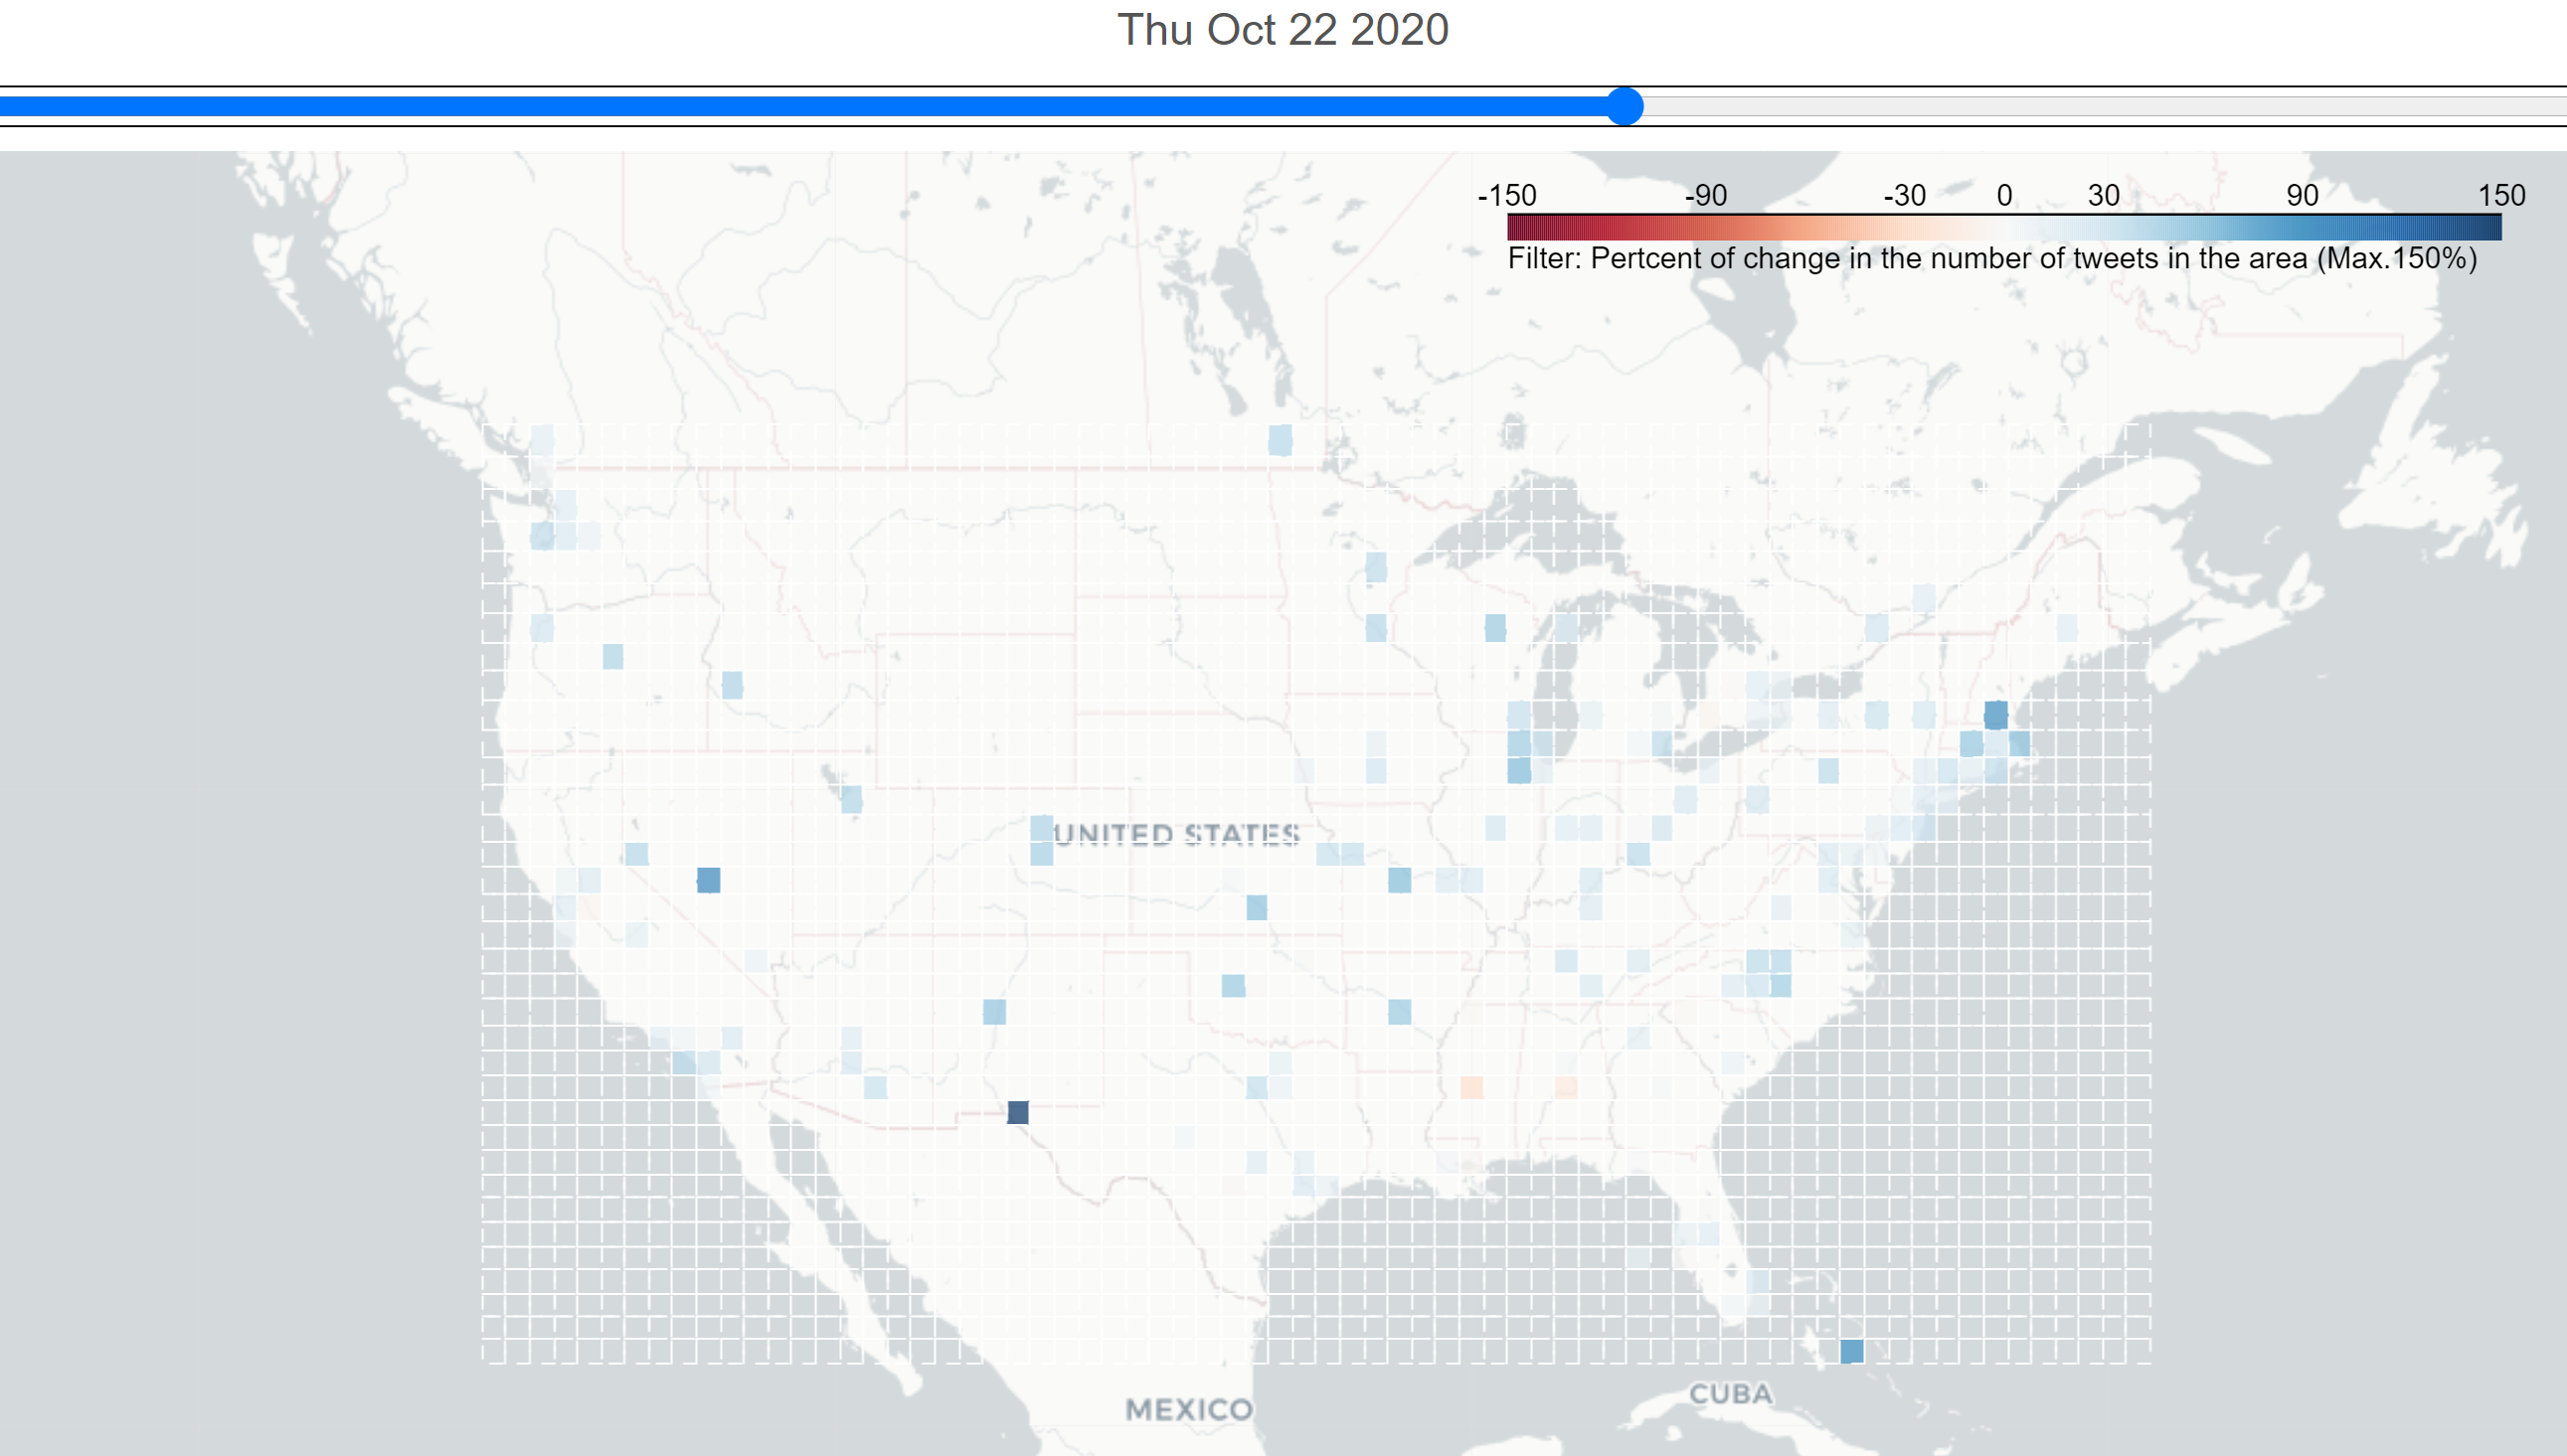 Thu Oct 22 2020
-150 -90 -30 0 30 90 150
Filter: Pertcent of change in the number of tweets in the area (Max.150%)
UNITED STATES
CUBA
MEXICO